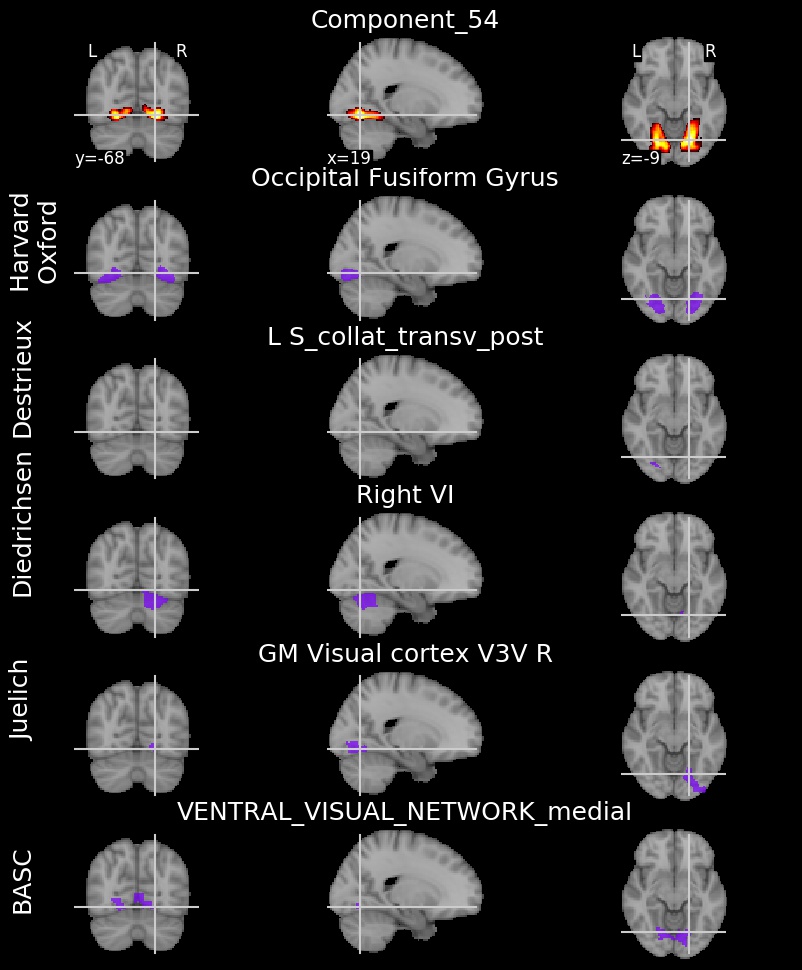 Component_54
L R
L R
y=-68
x=19
z=-9
Occipital Fusiform Gyrus
Harvard
Oxford
L S_collat_transv_post
Destrieux
Right VI
Diedrichsen
GM Visual cortex V3V R
Juelich
VENTRAL_VISUAL_NETWORK_medial
BASC